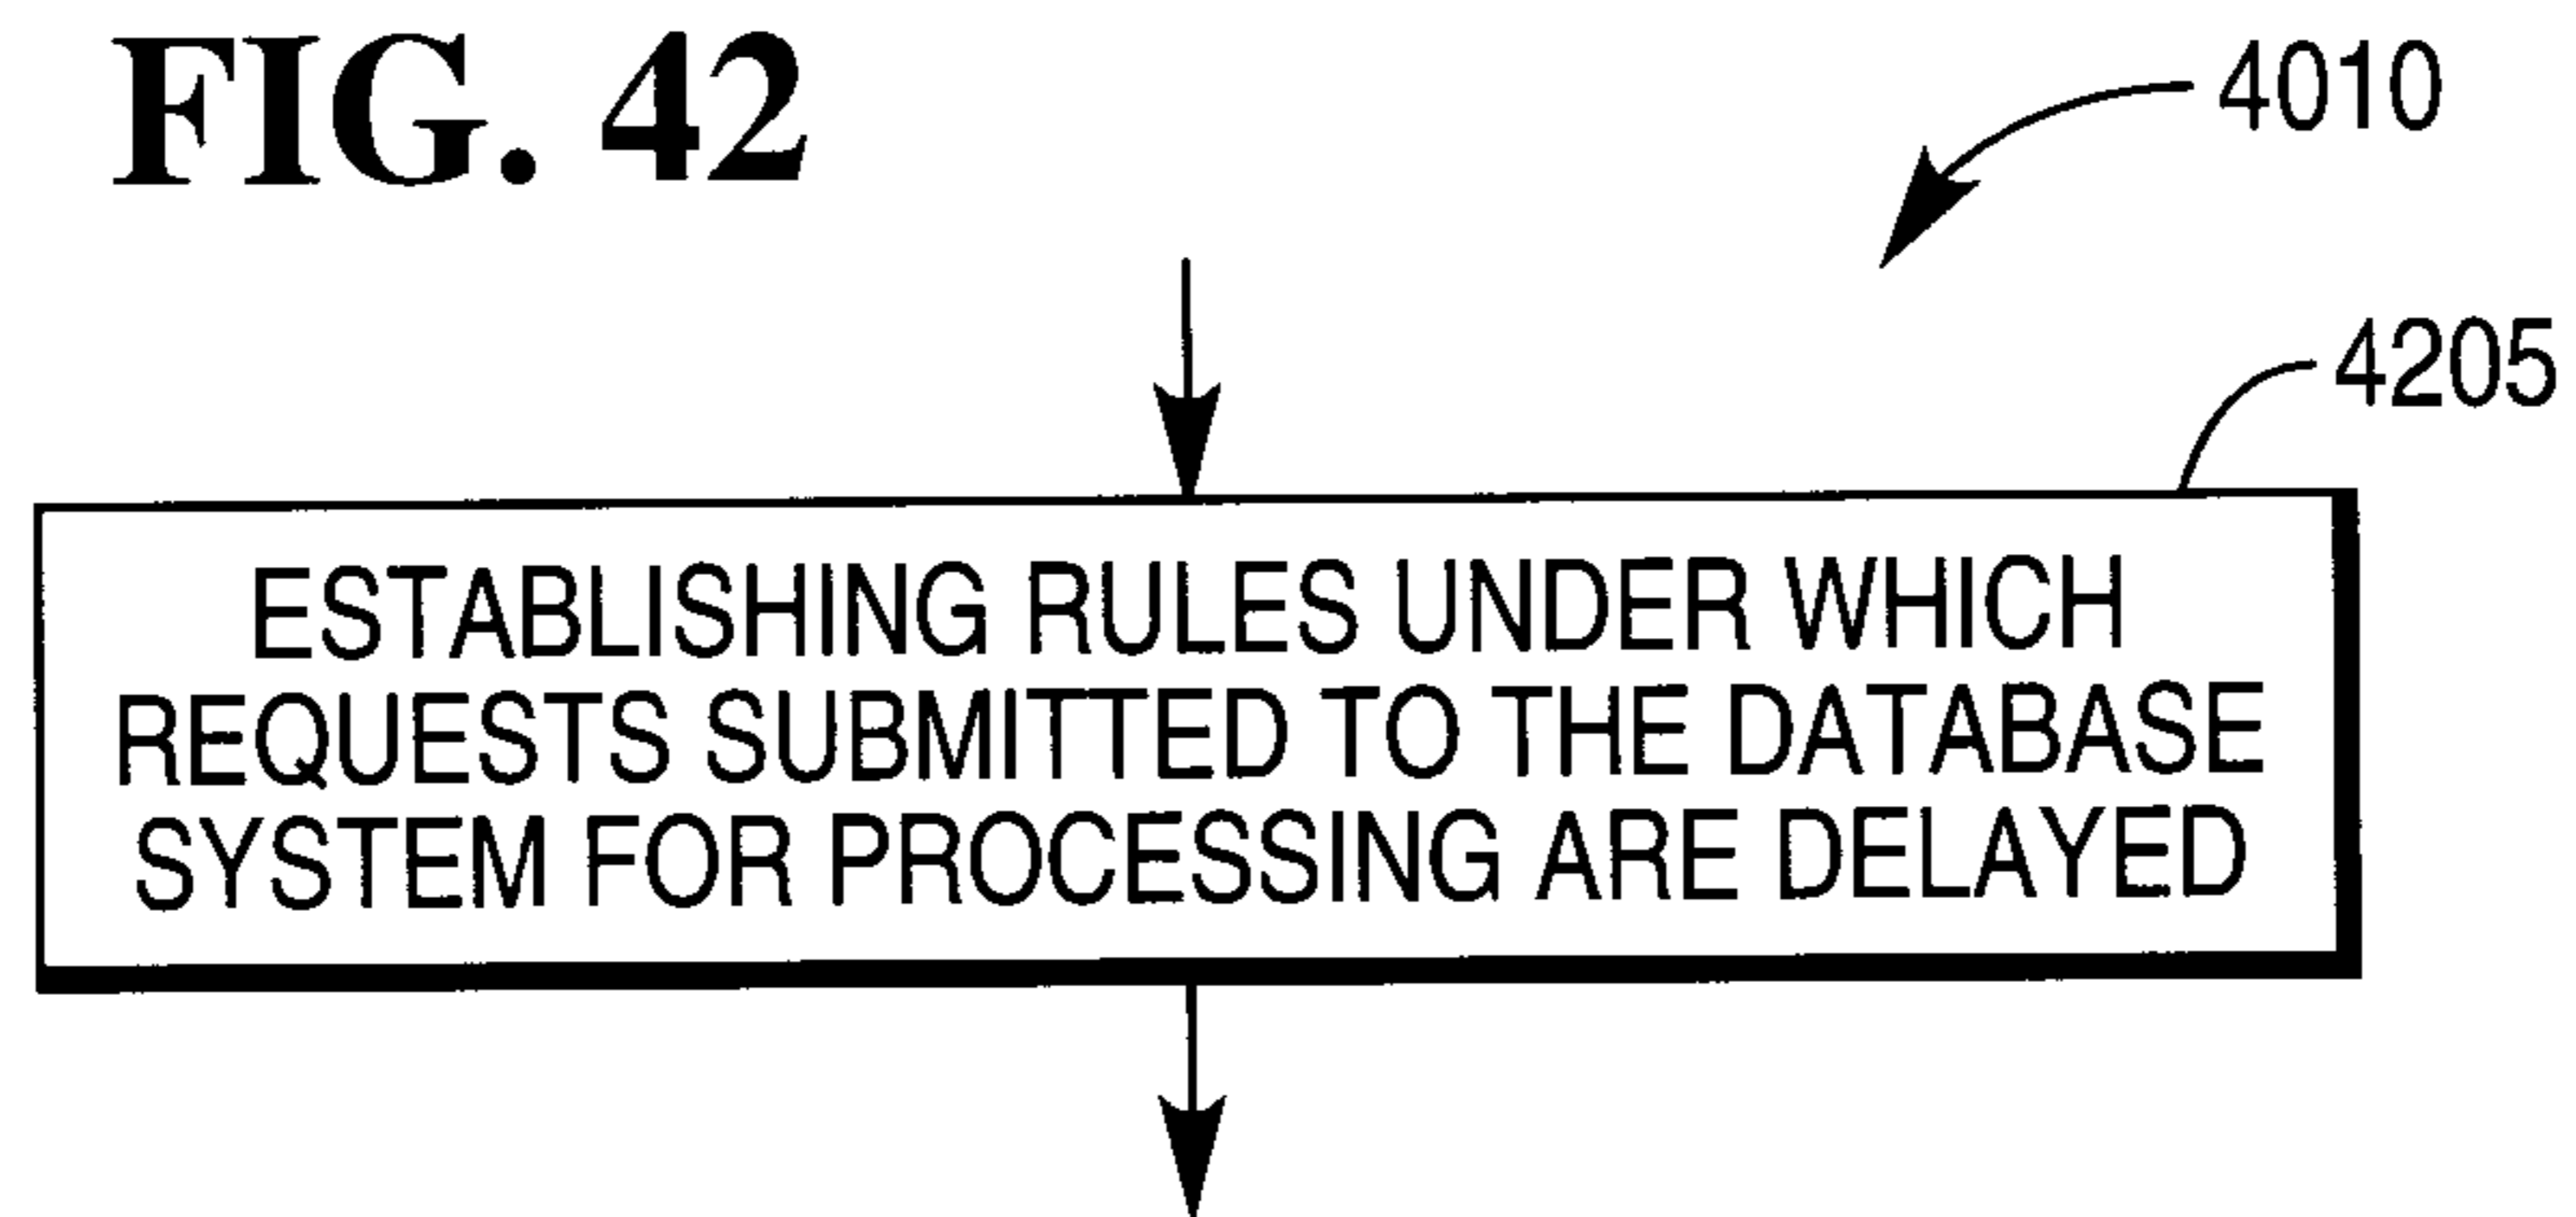 FIG. 42
4010
4205
ESTABLISHING RULES UNDER WHICH
REQUESTS SUBMITTED TO THE DATABASE
SYSTEM FOR PROCESSING ARE DELAYED